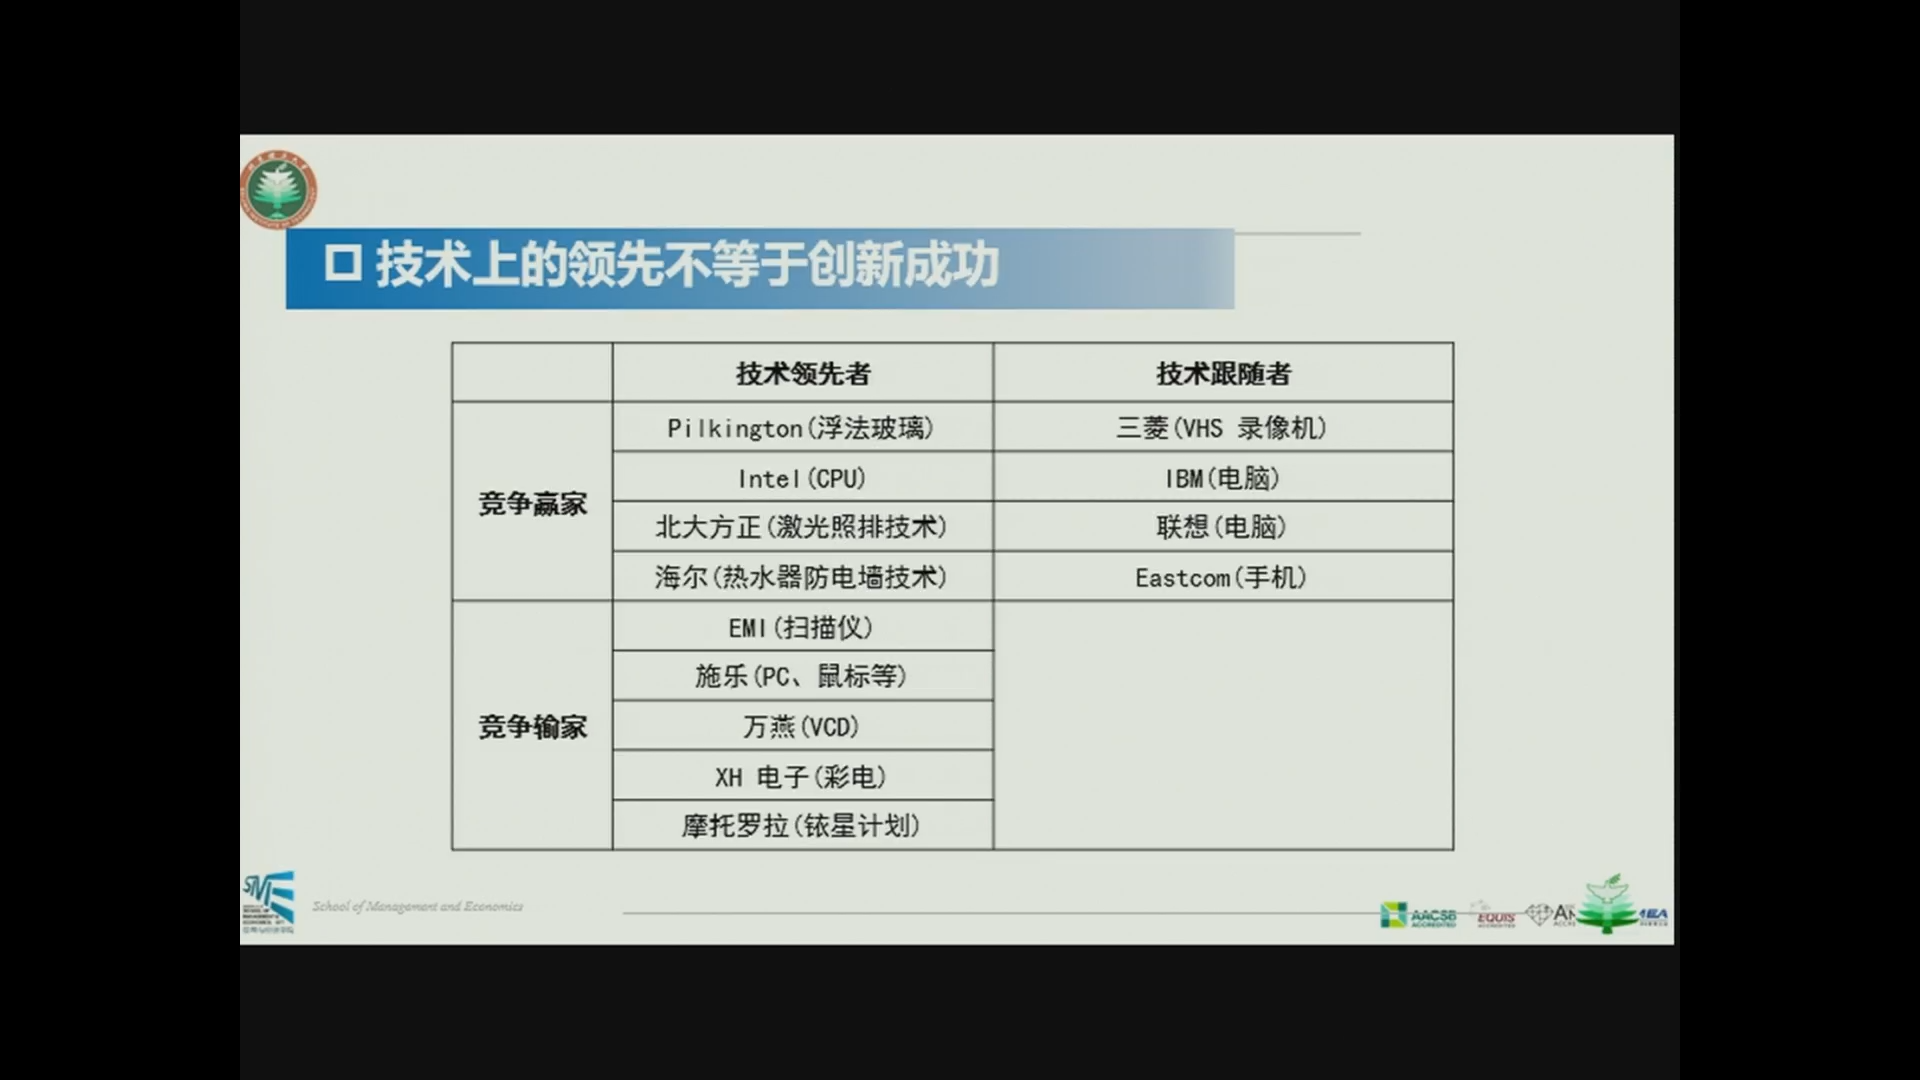 口 技术上的领先不等于创新成功
技术领先者 技术跟随者
竞争赢家
Pilkington(浮法玻璃) 三菱(VHS 录像机)
Intel(CPU) IBM(电脑)
北大方正(激光照排技术) 联想(电脑)
海尔(热水器防电墙技术) Eastcom(手机)
竞争输家
EMI(扫描仪)
施乐(PC、鼠标等)
万燕(VCD)
XH 电子(彩电)
摩托罗拉(铱星计划)
School of Management and Economics
AACSB
ACCREDITED
EQUIS
ACCREDITED